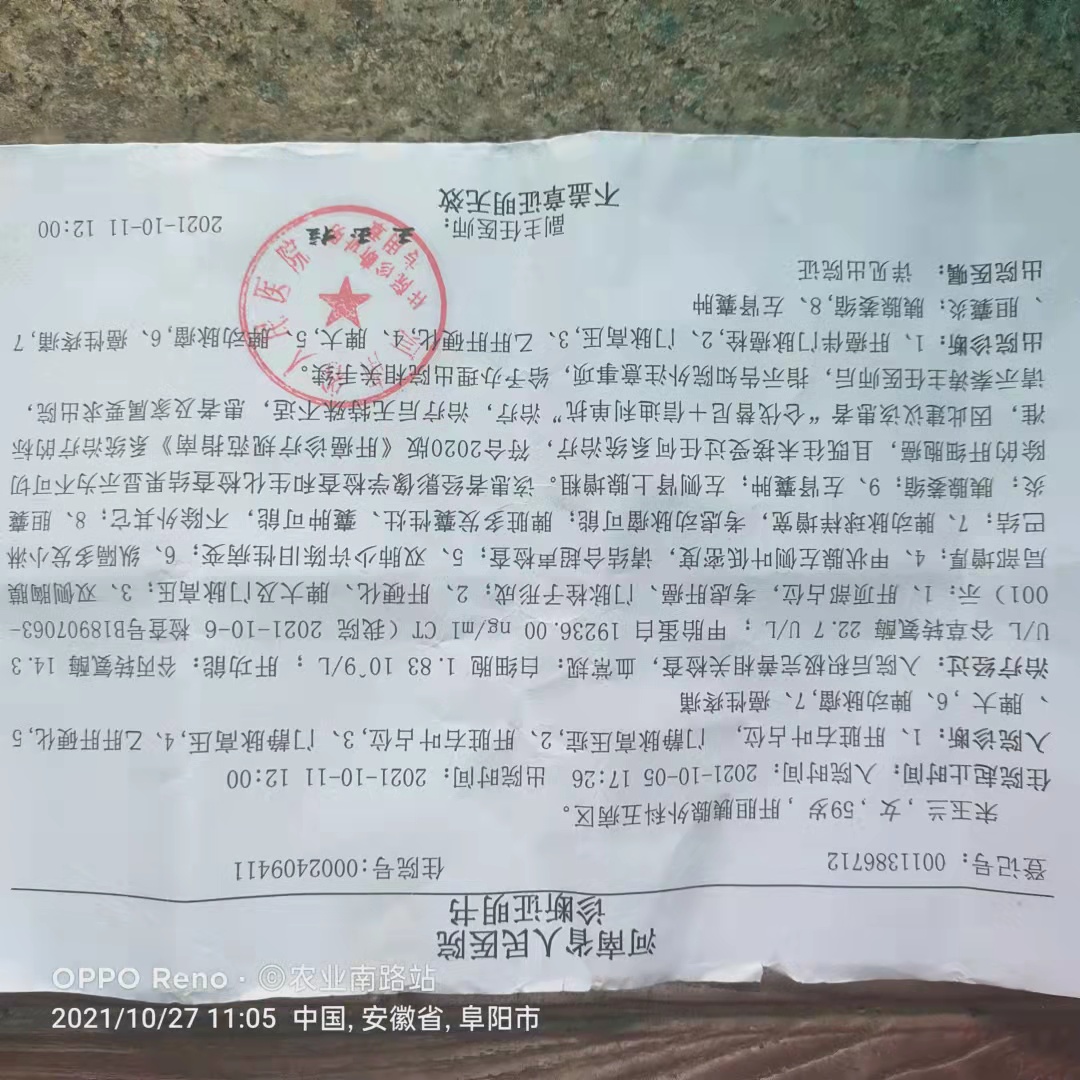 河南省人民医院
诊断证明书
登记号: 0011386712 住院号:0002409411
宋玉兰 ,女 ,59岁 ,肝胆胰腺外科五病区。
住院起止时间: 入院时间: 2021-10-05 17:26 出院时间: 2021-10-11 12:00
入院诊断: 1、肝脏右叶占位, 门静脉高压症,2、肝脏右叶占位,3、门静脉高压,4、乙肝肝硬化,5
、脾大 ,6、脾动脉瘤,7、癌性疼痛
治疗经过: 入院后积极完善相关检查, 血常规: 白细胞 1.83 10^9/L ; 肝功能: 谷丙转氨酶 14.3
U/L 谷草转氨酶 22.7 U/L ; 甲胎蛋白 19236.00 ng/ml CT (我院 2021-10-6 检查号B18907063-
001) 示: 1、肝顶部占位, 考虑肝癌、门脉栓子形成; 2、肝硬化、脾大及门脉高压; 3、双侧胸膜
局部增厚; 4、甲状腺左侧叶低密度, 请结合超声检查; 5、双肺少许陈旧性病变; 6、纵隔多发小淋
巴结; 7、脾动脉球样增宽, 考虑动脉瘤可能; 脾脏多发囊性灶、囊肿可能, 不除外其它; 8、胆囊
炎; 胰腺萎缩; 9、左肾囊肿; 左侧肾上腺增粗。该患者经影像学检查和生化检查结果显示为不可切
除的肝细胞癌, 且既往未接受过任何系统治疗, 符合2020版《肝癌诊疗规范指南》系统治疗的标
准, 因此建议该患者“仑伐替尼＋信迪利单抗”治疗, 治疗后无特殊不适, 患者及家属要求出院,
请示秦涛主任医师后, 指示告知院外注意事项, 给予办理出院相关手续。
出院诊断: 1、肝癌伴门脉癌栓,2、门脉高压,3、乙肝肝硬化,4、脾大,5、脾动脉瘤,6、癌性疼痛,7
、胆囊炎、胰腺萎缩,8、左肾囊肿
出院医嘱: 详见出院证
副主任医师: 2021-10-11 12:00
不盖章证明无效
OPPO Reno · ◎农业南路站
2021/10/27 11:05 中国, 安徽省, 阜阳市